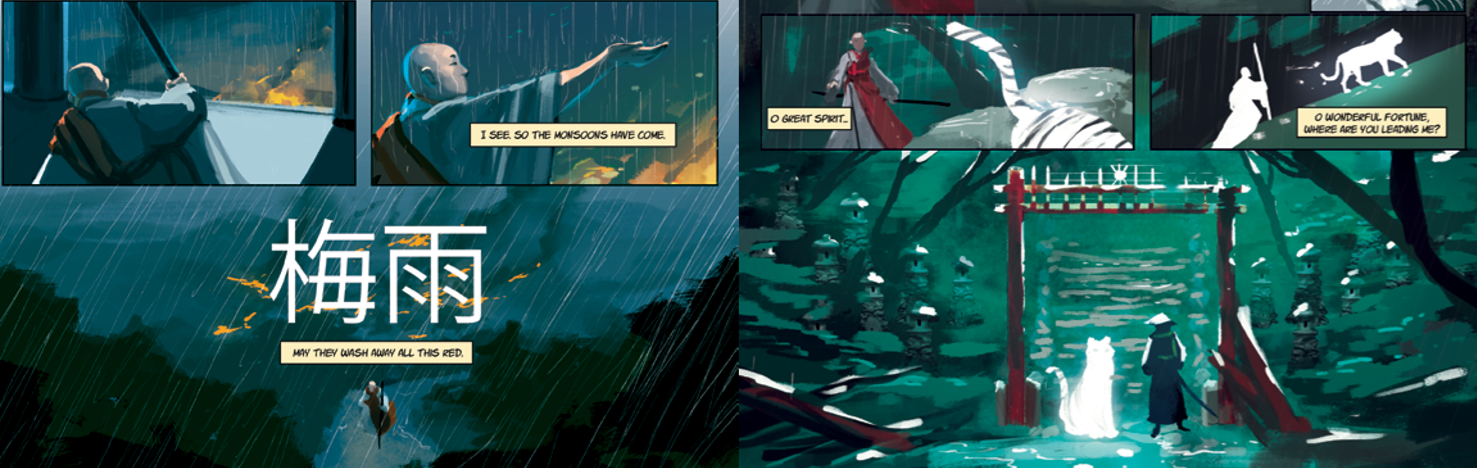 I SEE. SO THE MONSOONS HAVE COME.
梅雨
MAY THEY WASH AWAY ALL THIS RED.
O GREAT SPIRIT...
O WONDERFUL FORTUNE,
WHERE ARE YOU LEADING ME?